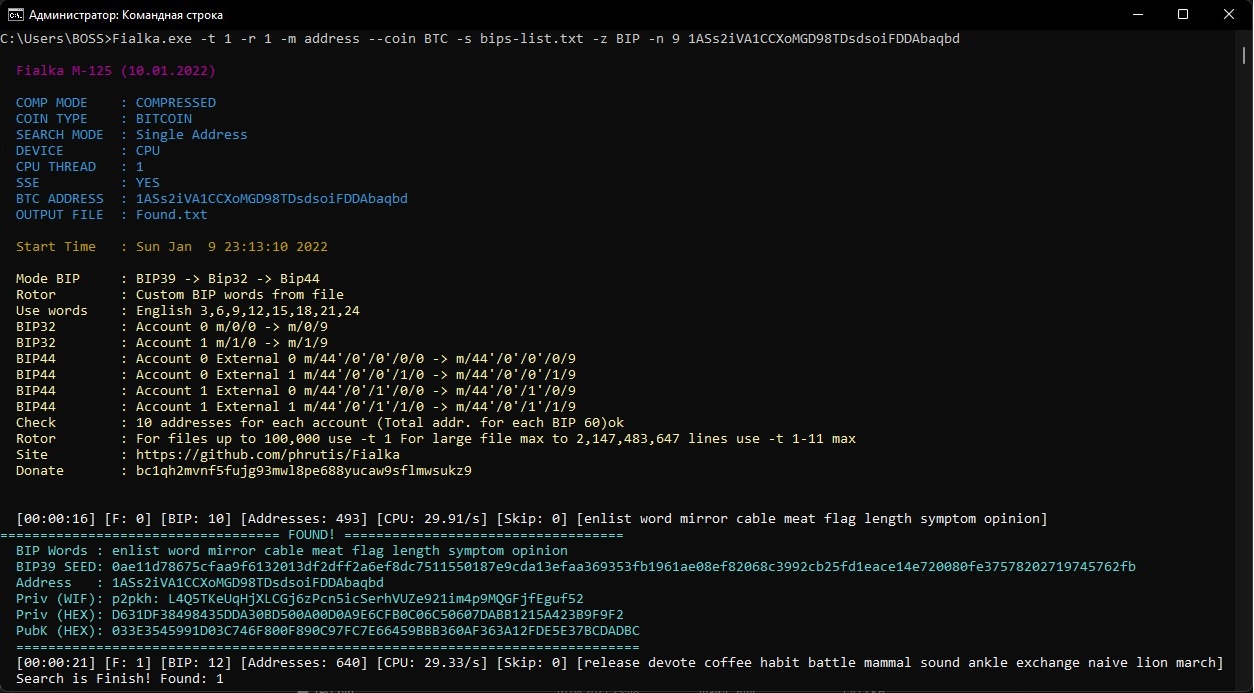 Администратор: Командная строка
C:\Users\BOSS>Fialka.exe -t 1 -r 1 -m address --coin BTC -s bips-list.txt -z BIP -n 9 1ASs2iVA1CCXoMGD98TDsdsoiFDDAbaqbd
Fialka M-125 (10.01.2022)
COMP MODE : COMPRESSED
COIN TYPE : BITCOIN
SEARCH MODE : Single Address
DEVICE : CPU
CPU THREAD : 1
SSE : YES
BTC ADDRESS : 1ASs2iVA1CCXoMGD98TDsdsoiFDDAbaqbd
OUTPUT FILE : Found.txt
Start Time : Sun Jan 9 23:13:10 2022
Mode BIP : BIP39 -> Bip32 -> Bip44
Rotor : Custom BIP words from file
Use words : English 3,6,9,12,15,18,21,24
BIP32 : Account 0 m/0/0 -> m/0/9
BIP32 : Account 1 m/1/0 -> m/1/9
BIP44 : Account 0 External 0 m/44'/0'/0'/0/0 -> m/44'/0'/0'/0/9
BIP44 : Account 0 External 1 m/44'/0'/0'/1/0 -> m/44'/0'/0'/1/9
BIP44 : Account 1 External 0 m/44'/0'/1'/0/0 -> m/44'/0'/1'/0/9
BIP44 : Account 1 External 1 m/44'/0'/1'/1/0 -> m/44'/0'/1'/1/9
Check : 10 addresses for each account (Total addr. for each BIP 60)ok
Rotor : For files up to 100,000 use -t 1 For large file max to 2,147,483,647 lines use -t 1-11 max
Site : https://github.com/phrutis/Fialka
Donate : bc1qh2mvnf5fujg93mwl8pe688yucaw9sflmwsukz9
[00:00:16] [F: 0] [BIP: 10] [Addresses: 493] [CPU: 29.91/s] [Skip: 0] [enlist word mirror cable meat flag length symptom opinion]
================================== FOUND! ===================================
BIP Words : enlist word mirror cable meat flag length symptom opinion
BIP39 SEED: 0ae11d78675cfaa9f6132013df2dff2a6ef8dc7511550187e9cda13efaa369353fb1961ae08ef82068c3992cb25fd1eace14e720080fe37578202719745762fb
Address : 1ASs2iVA1CCXoMGD98TDsdsoiFDDAbaqbd
Priv (WIF): p2pkh: L4Q5TKeUqHjXLCGj6zPcn5icSerhVUZe921im4p9MQGFjfEguf52
Priv (HEX): D631DF38498435DDA30BD500A00D0A9E6CFB0C06C50607DABB1215A423B9F9F2
PubK (HEX): 033E3545991D03C746F800F890C97FC7E66459BBB360AF363A12FDE5E37BCDADBC
==============================================================================
[00:00:21] [F: 1] [BIP: 12] [Addresses: 640] [CPU: 29.33/s] [Skip: 0] [release devote coffee habit battle mammal sound ankle exchange naive lion march]
Search is Finish! Found: 1